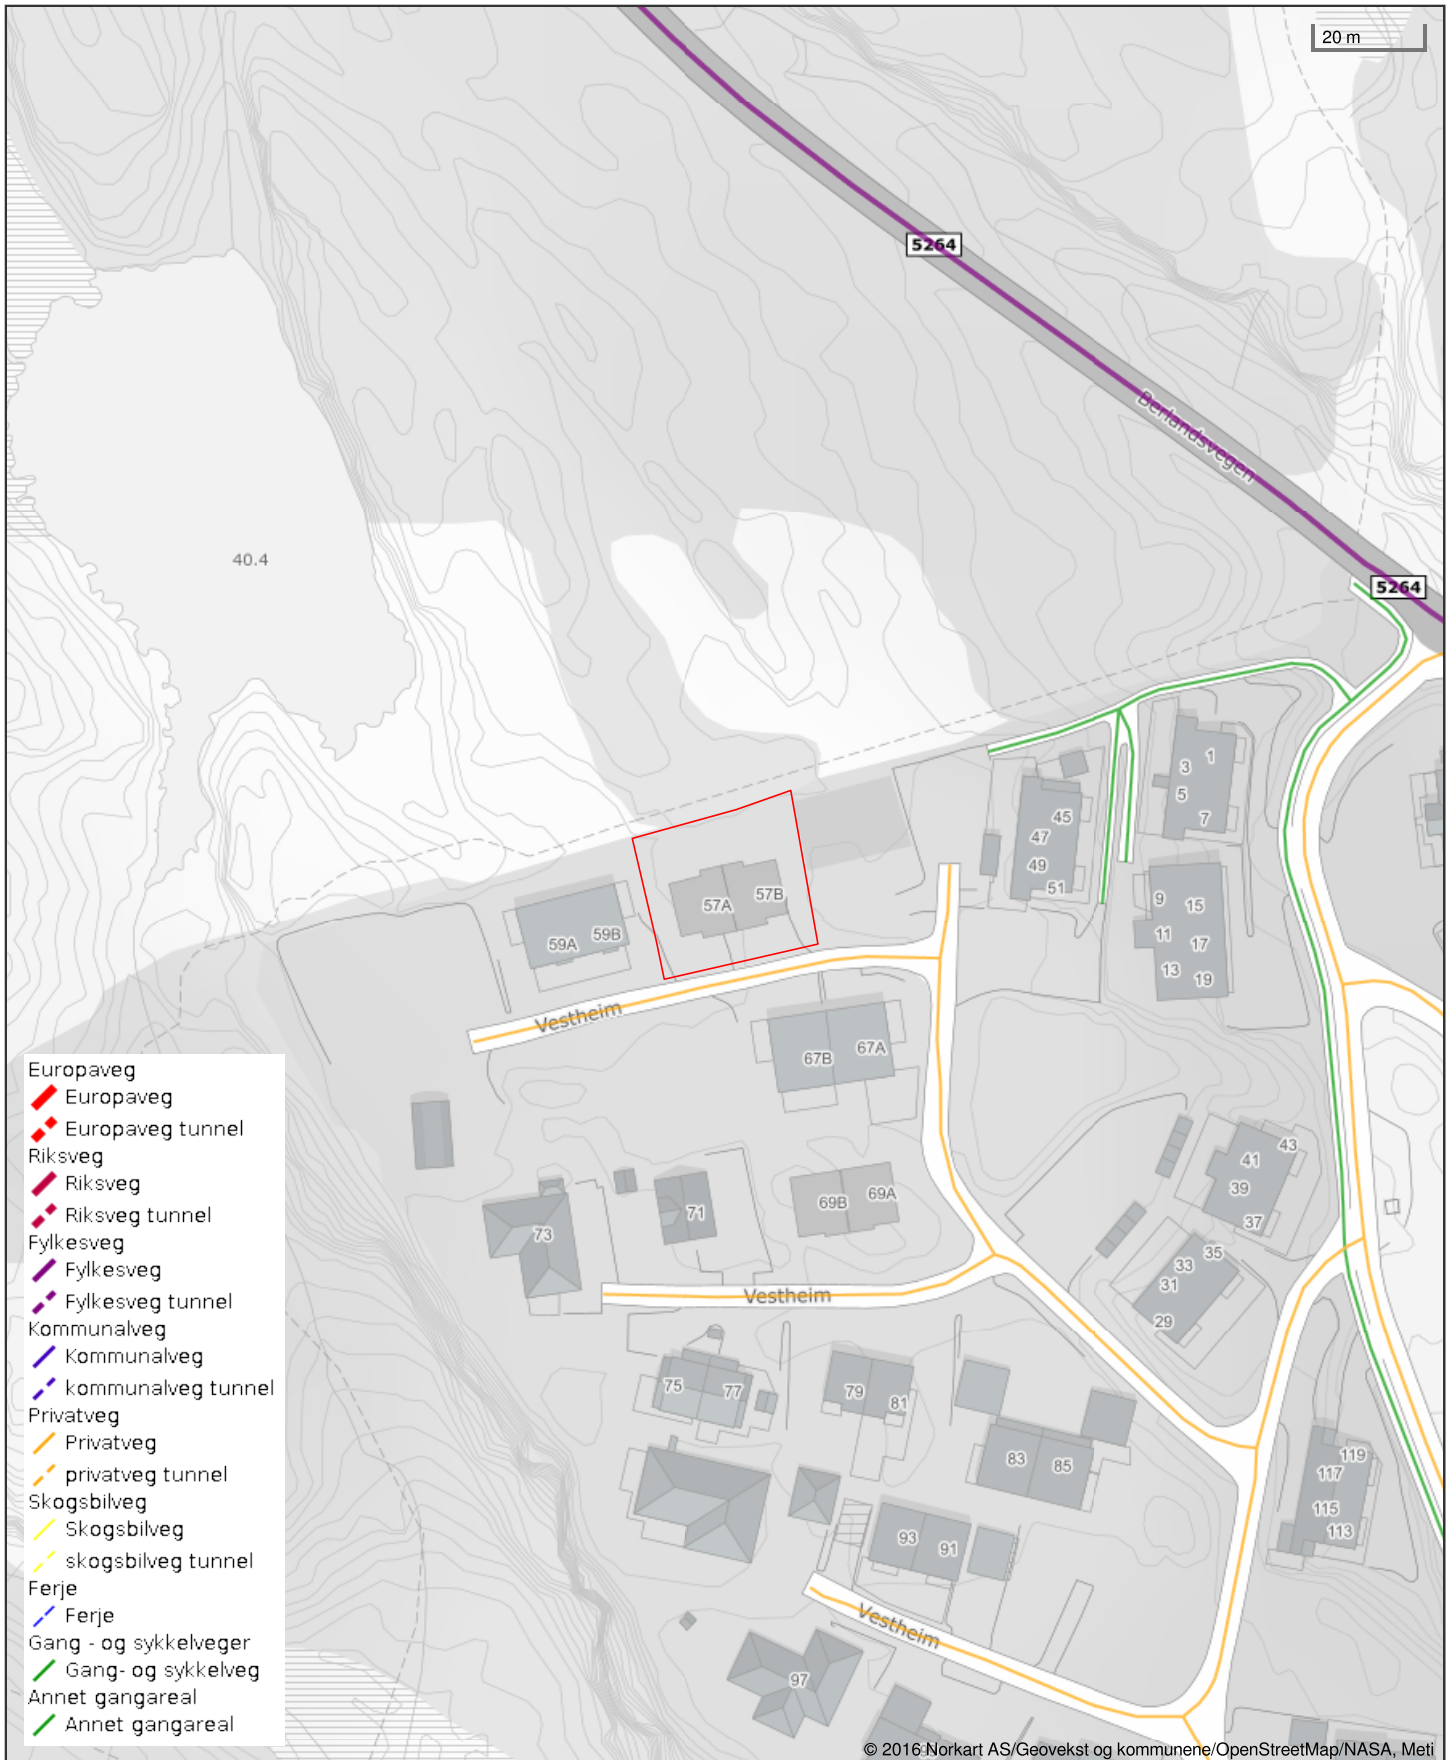 20 m
5264
Berlandsvegen
40.4
5264
1
3
5
7
45
47
49
51
57A
57B
59A
59B
9
15
11
17
13
19
Vestheim
67B
67A
43
41
39
37
69B
69A
71
73
35
33
31
29
Vestheim
75
77
79
81
83
85
119
117
115
113
93
91
Vestheim
97
Europaveg
Europaveg
Europaveg tunnel
Riksveg
Riksveg
Riksveg tunnel
Fylkesveg
Fylkesveg
Fylkesveg tunnel
Kommunalveg
Kommunalveg
kommunalveg tunnel
Privatveg
Privatveg
privatveg tunnel
Skogsbilveg
Skogsbilveg
skogsbilveg tunnel
Ferje
Ferje
Gang - og sykkelveger
Gang- og sykkelveg
Annet gangareal
Annet gangareal
© 2016 Norkart AS/Geovekst og kommunene/OpenStreetMap/NASA, Meti